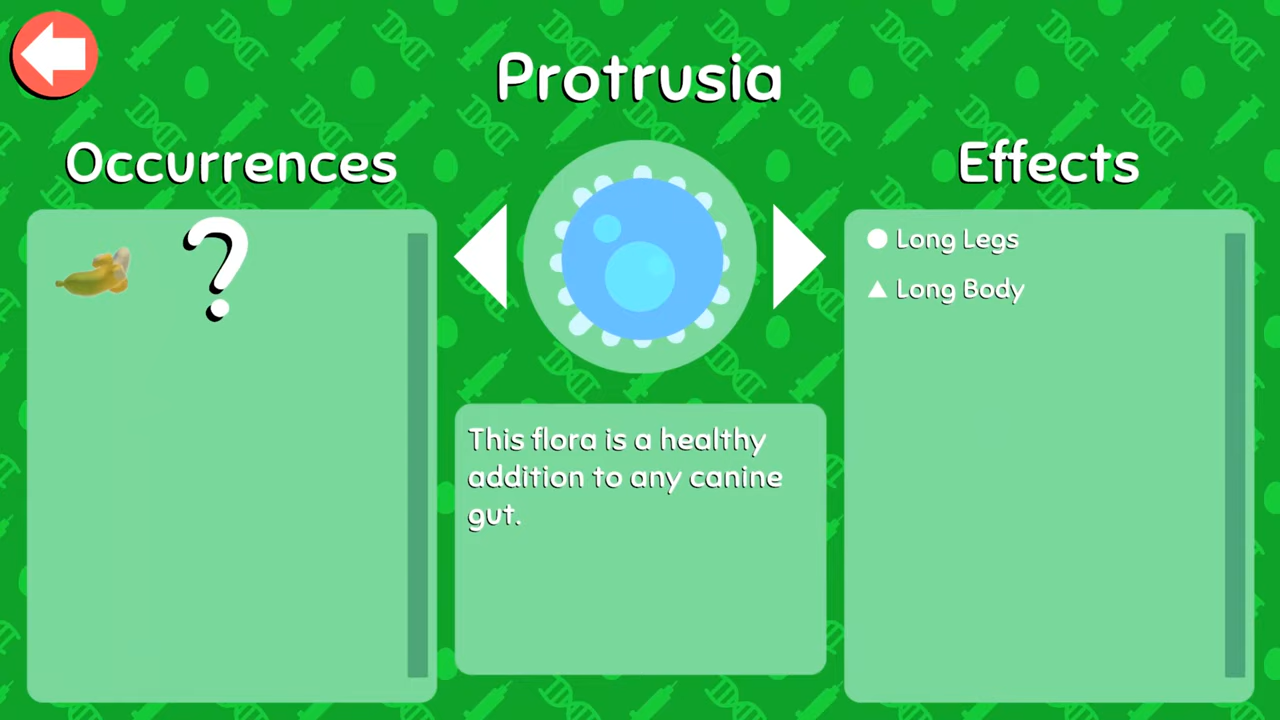 Protrusia
Occurrences
?
Effects
Long Legs
Long Body
This flora is a healthy
addition to any canine
gut.